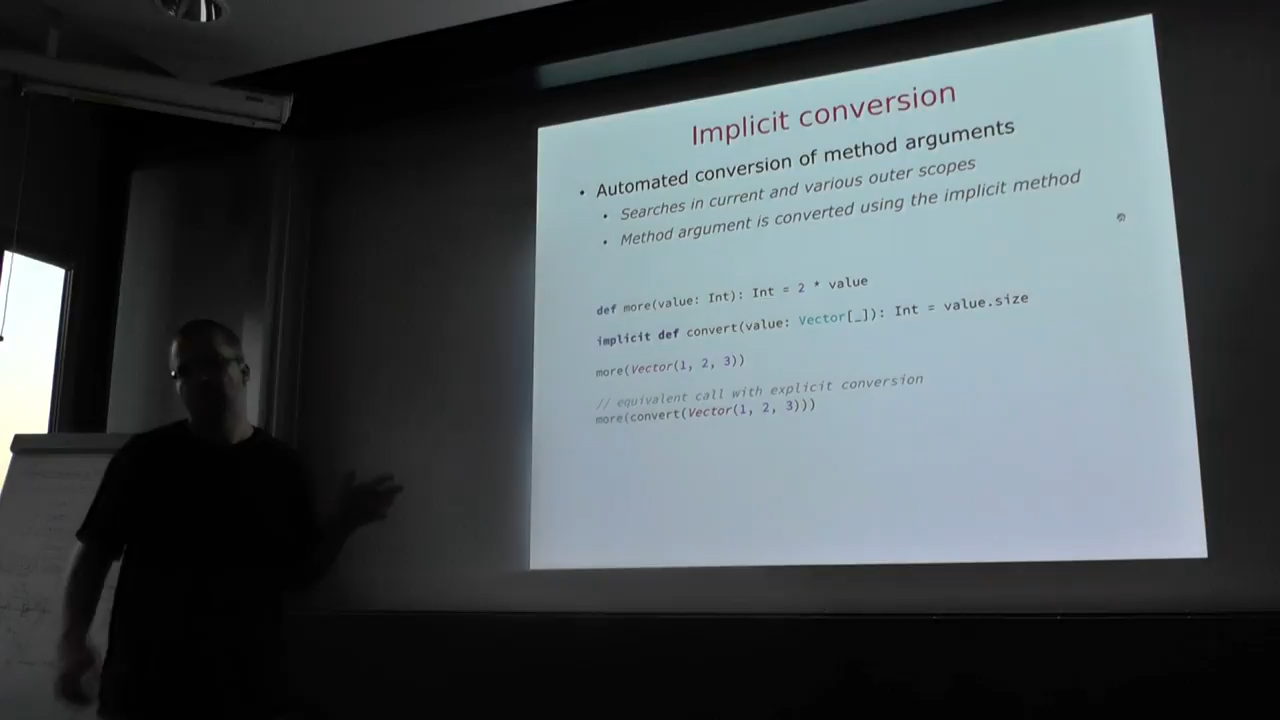 Implicit conversion
• Automated conversion of method arguments
• Searches in current and various outer scopes
• Method argument is converted using the implicit method
def more(value: Int): Int = 2 * value
implicit def convert(value: Vector[_]): Int = value.size
more(Vector(1, 2, 3))
// equivalent call with explicit conversion
more(convert(Vector(1, 2, 3)))